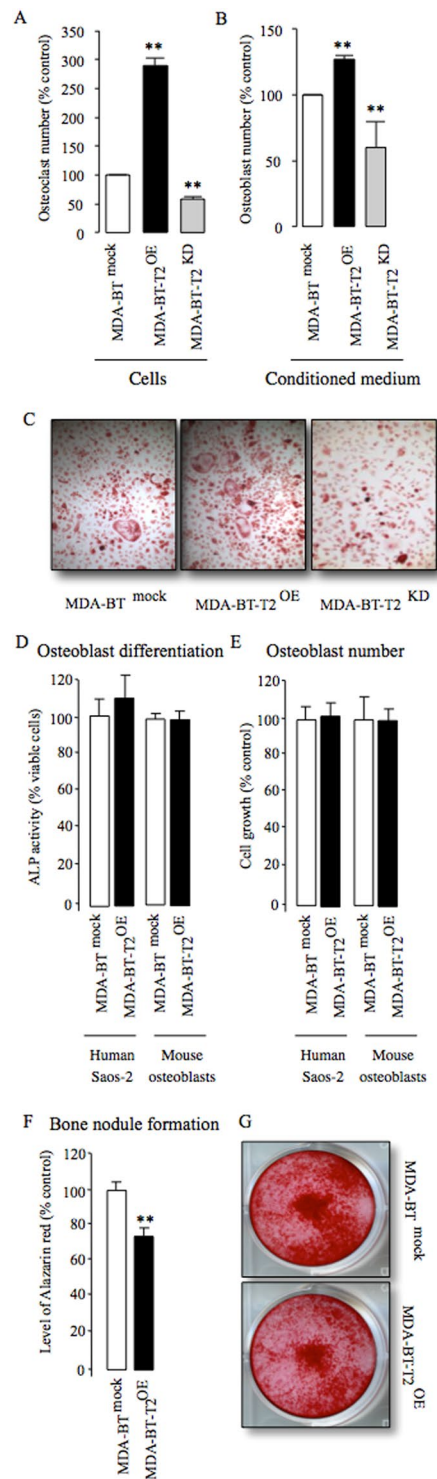 A
Osteoclast number (% control)
350
300
250
200
150
100
50
0
**
**
MDA-BT mock
MDA-BT-T2 OE
MDA-BT-T2 KD
Cells
B
Osteoblast number (% control)
150
100
50
0
**
**
MDA-BT mock
MDA-BT-T2 OE
MDA-BT-T2 KD
Conditioned medium
C
MDA-BT mock
MDA-BT-T2 OE
MDA-BT-T2 KD
D Osteoblast differentiation
ALP activity (% viable cells)
120
100
80
60
40
20
0
MDA-BT mock
MDA-BT-T2 OE
MDA-BT mock
MDA-BT-T2 OE
Human
Saos-2
Mouse
osteoblasts
E Osteoblast number
Cell growth (% control)
120
100
80
60
40
20
0
MDA-BT mock
MDA-BT-T2 OE
MDA-BT mock
MDA-BT-T2 OE
Human
Saos-2
Mouse
osteoblasts
F Bone nodule formation
Level of Alazarin red (% control)
120
100
80
60
40
20
0
**
MDA-BT mock
MDA-BT-T2 OE
G
MDA-BT mock
MDA-BT-T2 OE